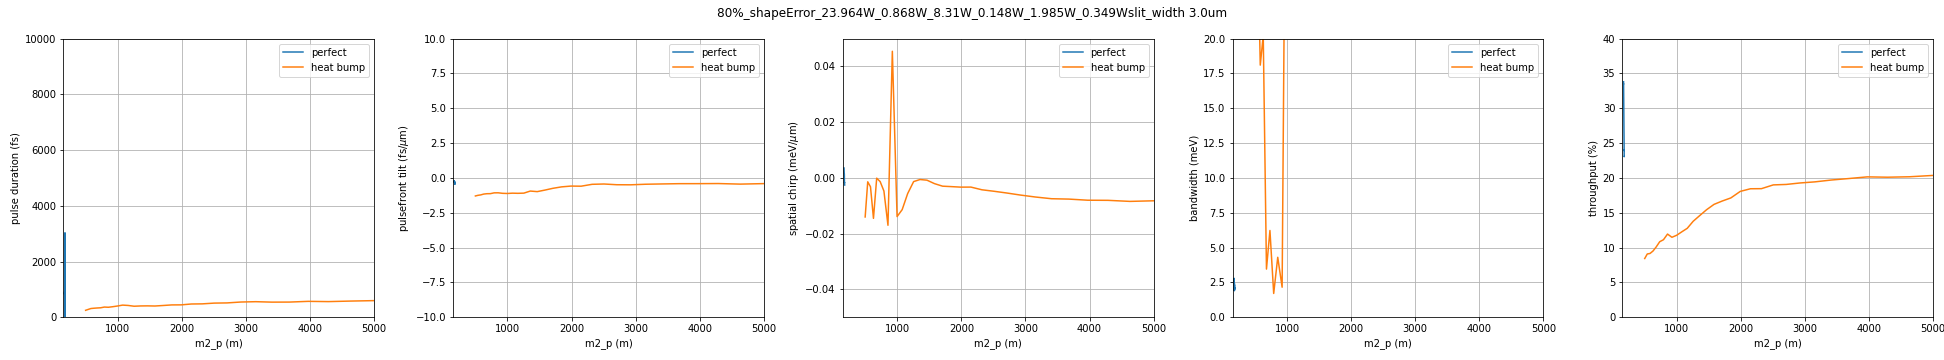 80%_shapeError_23.964W_0.868W_8.31W_0.148W_1.985W_0.349Wslit_width 3.0um
pulse duration (fs)
10000
8000
6000
4000
2000
0
1000 2000 3000 4000 5000
m2_p (m)
perfect
heat bump
pulsefront tilt (fs/μm)
10.0
7.5
5.0
2.5
0.0
−2.5
−5.0
−7.5
−10.0
1000 2000 3000 4000 5000
m2_p (m)
perfect
heat bump
spatial chirp (meV/μm)
0.04
0.02
0.00
−0.02
−0.04
1000 2000 3000 4000 5000
m2_p (m)
perfect
heat bump
bandwidth (meV)
20.0
17.5
15.0
12.5
10.0
7.5
5.0
2.5
0.0
1000 2000 3000 4000 5000
m2_p (m)
perfect
heat bump
throughput (%)
40
35
30
25
20
15
10
5
0
1000 2000 3000 4000 5000
m2_p (m)
perfect
heat bump